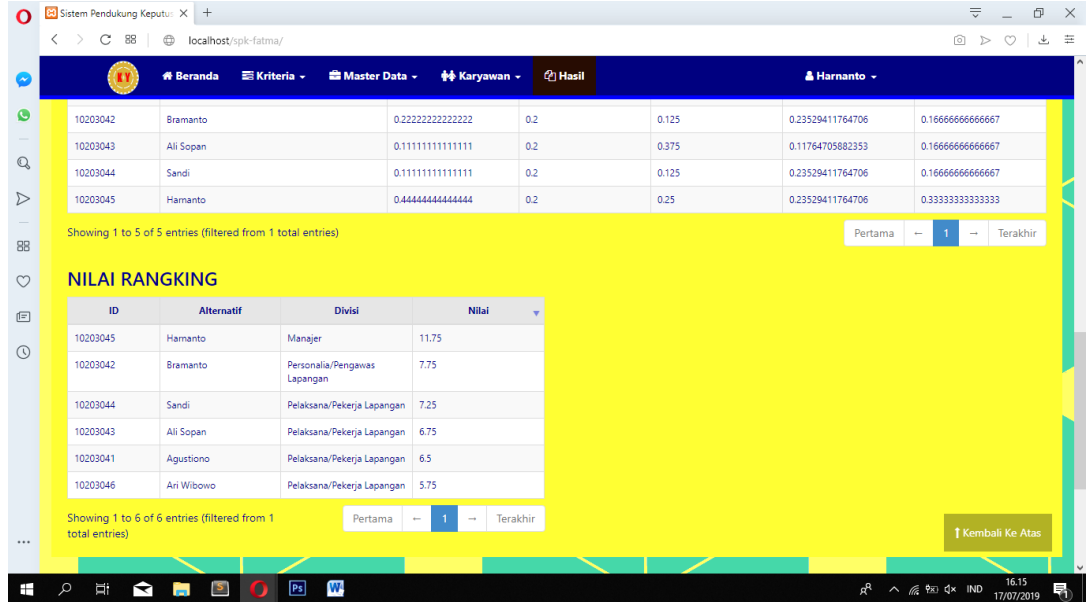 Sistem Pendukung Keputu
localhost/spk-fatma/
KY
Beranda Kriteria Master Data Karyawan Hasil Harnanto
10203042 Bramanto 0.22222222222222 0.2 0.125 0.23529411764706 0.16666666666667
10203043 Ali Sopan 0.11111111111111 0.2 0.375 0.11764705882353 0.16666666666667
10203044 Sandi 0.11111111111111 0.2 0.125 0.23529411764706 0.16666666666667
10203045 Harnanto 0.44444444444444 0.2 0.25 0.23529411764706 0.33333333333333
Showing 1 to 5 of 5 entries (filtered from 1 total entries)
Pertama ← 1 → Terakhir
NILAI RANGKING
ID Alternatif Divisi Nilai
10203045 Harnanto Manajer 11.75
10203042 Bramanto Personalia/Pengawas 7.75
Lapangan
10203044 Sandi Pelaksana/Pekerja Lapangan 7.25
10203043 Ali Sopan Pelaksana/Pekerja Lapangan 6.75
10203041 Agustiono Pelaksana/Pekerja Lapangan 6.5
10203046 Ari Wibowo Pelaksana/Pekerja Lapangan 5.75
Showing 1 to 6 of 6 entries (filtered from 1
total entries)
Pertama ← 1 → Terakhir
Kembali Ke Atas
Ps W
IND
16.15
17/07/2019
1